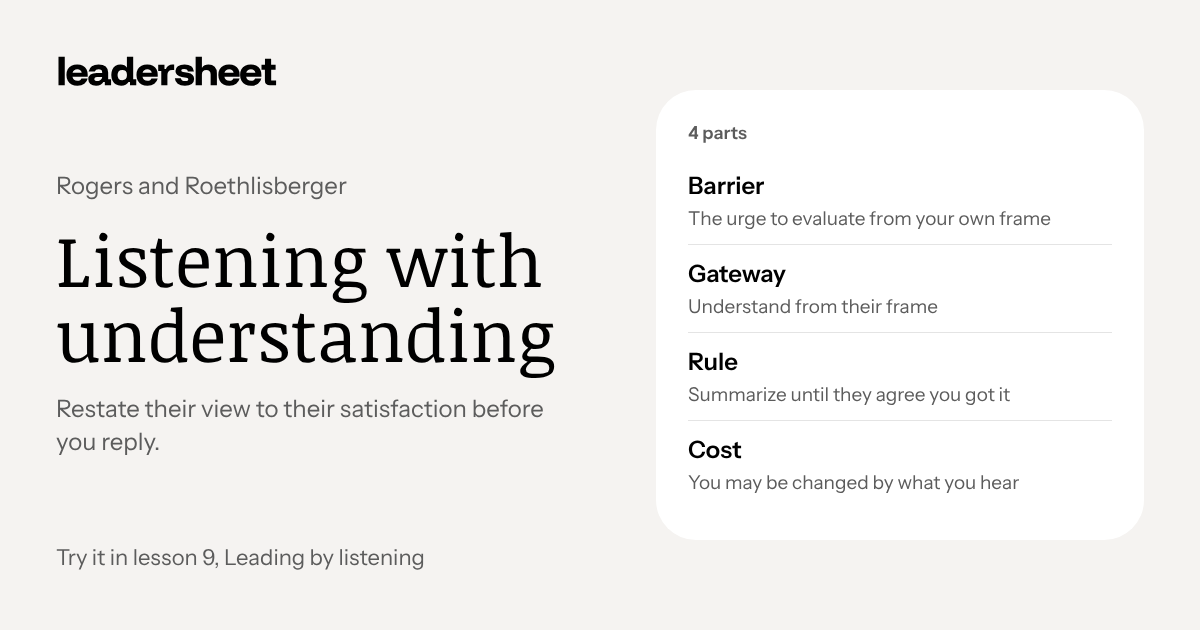 leadersheet
Rogers and Roethlisberger
Listening with
understanding
Restate their view to their satisfaction before
you reply.
Try it in lesson 9, Leading by listening
4 parts
Barrier
The urge to evaluate from your own frame
Gateway
Understand from their frame
Rule
Summarize until they agree you got it
Cost
You may be changed by what you hear